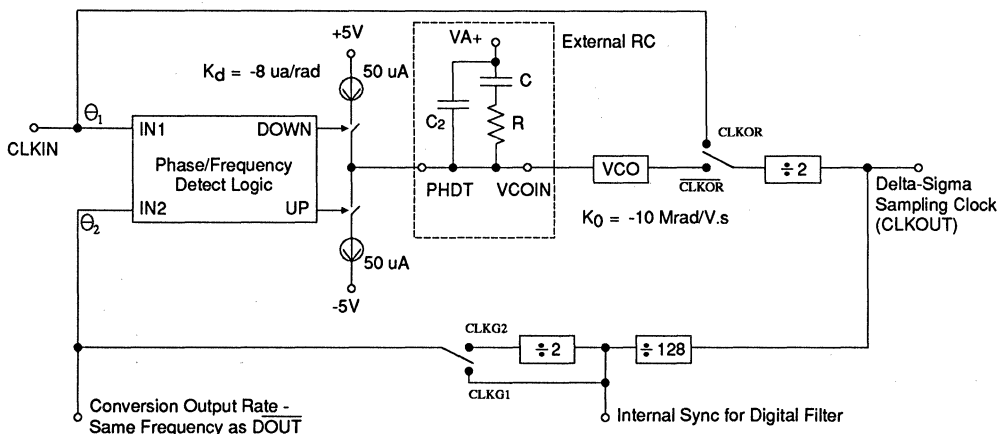 +5V
VA+
External RC
Kd = -8 ua/rad
50 uA
C
C2
R
θ1
CLKIN
IN1
DOWN
Phase/Frequency
Detect Logic
IN2
UP
θ2
PHDT
VCOIN
VCO
CLKOR
CLKOR
÷2
Delta-Sigma
Sampling Clock
(CLKOUT)
K0 = -10 Mrad/V.s
50 uA
-5V
CLKG2
÷2
÷128
CLKG1
Conversion Output Rate -
Same Frequency as DOUT
Internal Sync for Digital Filter